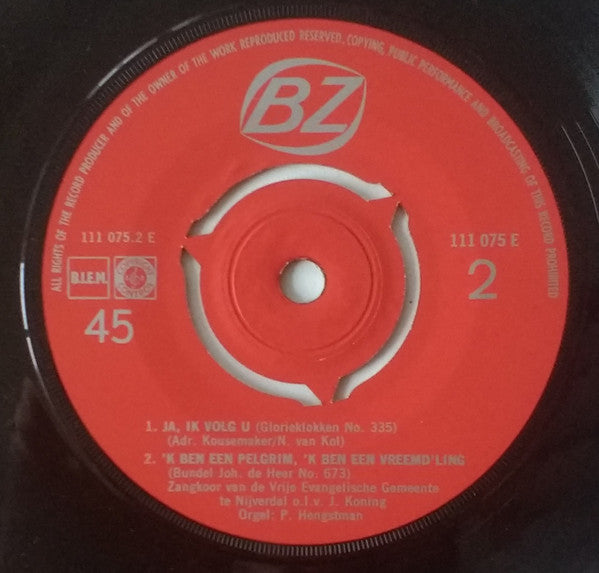 ALL RIGHTS OF THE RECORD PRODUCER AND OF THE OWNER OF THE WORK REPRODUCED RESERVED. COPYING, PUBLIC PERFORMANCE AND BROADCASTING OF THIS RECORD PROHIBITED
BZ
111 075.2 E
111 075 E
B.I.E.M.
45
2
1. JA, IK VOLG U (Glorieklokken No. 335)
(Adr. Kousemaker/N. van Kol)
2. 'K BEN EEN PELGRIM, 'K BEN EEN VREEMD'LING
(Bundel Joh. de Heer No. 673)
Zangkoor van de Vrije Evangelische Gemeente
te Nijverdal o.l.v. J. Koning
Orgel: P. Hengstman